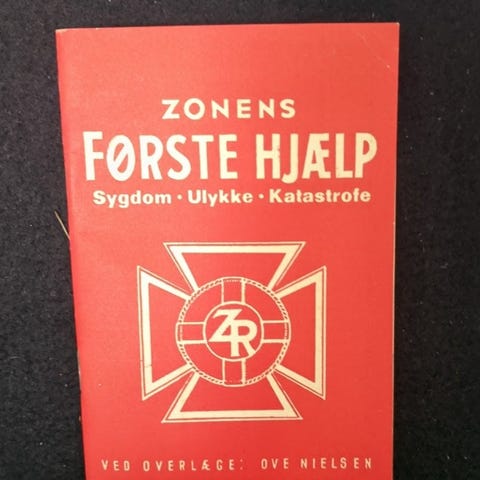 ZONENS
FØRSTE HJÆLP
Sygdom · Ulykke · Katastrofe
ZR
VED OVERLÆGE: OVE NIELSEN